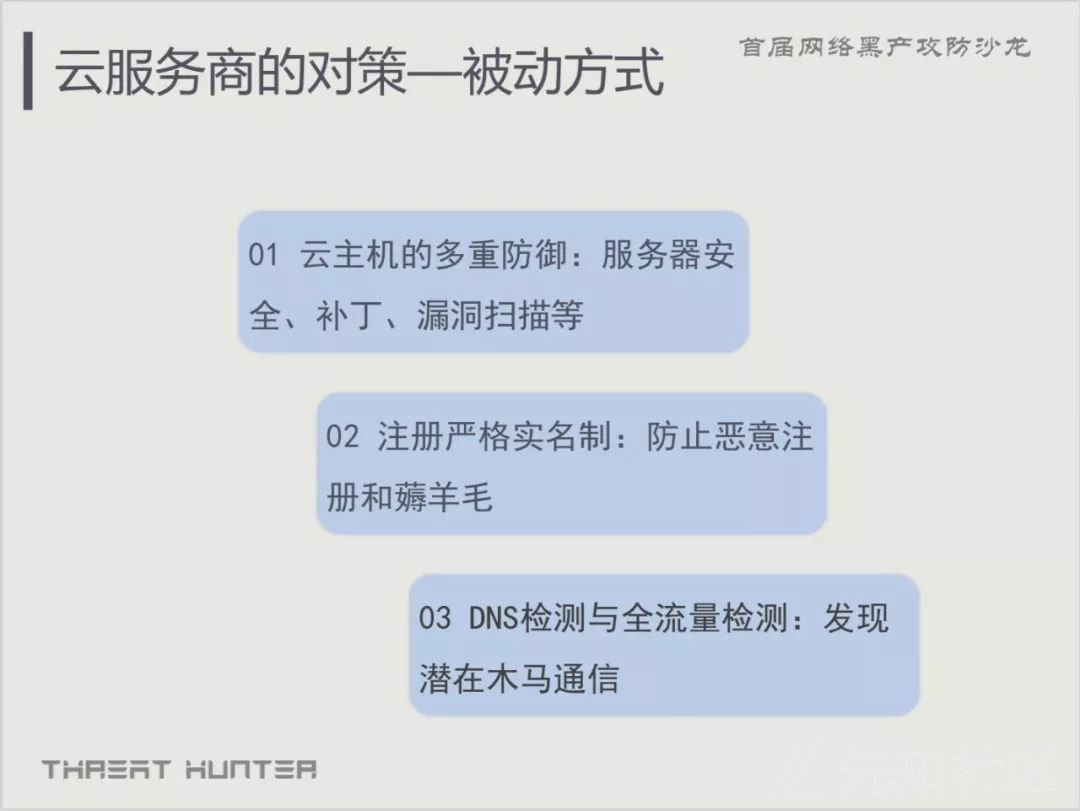 首届网络黑产攻防沙龙
云服务商的对策—被动方式
01 云主机的多重防御：服务器安
全、补丁、漏洞扫描等
02 注册严格实名制：防止恶意注
册和薅羊毛
03 DNS检测与全流量检测：发现
潜在木马通信
THREAT HUNTER
先知社区